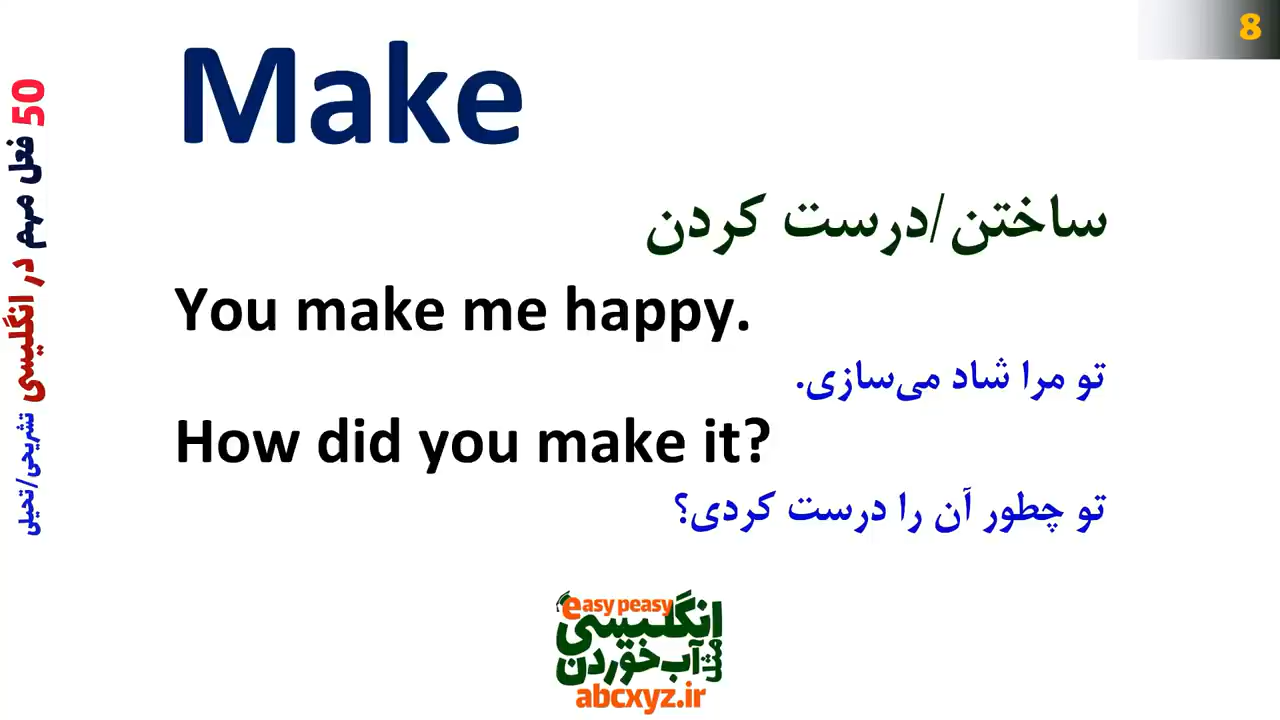 8
Make
ساختن/درست کردن
You make me happy.
تو مرا شاد می‌سازی.
How did you make it?
تو چطور آن را درست کردی؟
50 فعل مهم در انگلیسی تشریحی/تحیلی
easy peasy
انگلیسی
مثل آب خوردن
abcxyz.ir